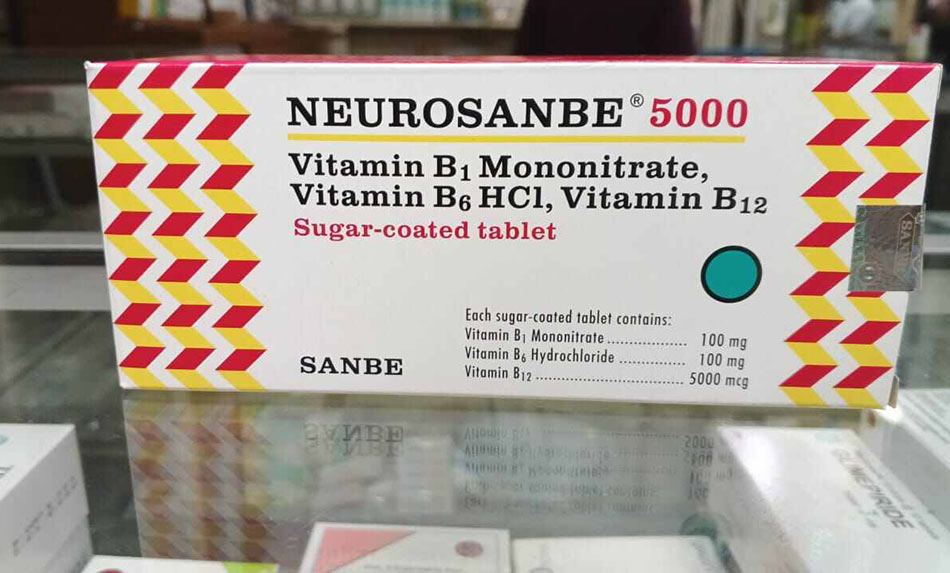 NEUROSANBE® 5000
Vitamin B1 Mononitrate,
Vitamin B6 HCl, Vitamin B12
Sugar-coated tablet
Each sugar-coated tablet contains:
Vitamin B1 Mononitrate ................ 100 mg
Vitamin B6 Hydrochloride ............. 100 mg
Vitamin B12 .................................. 5000 mcg
SANBE
GLIMEPIRIDE